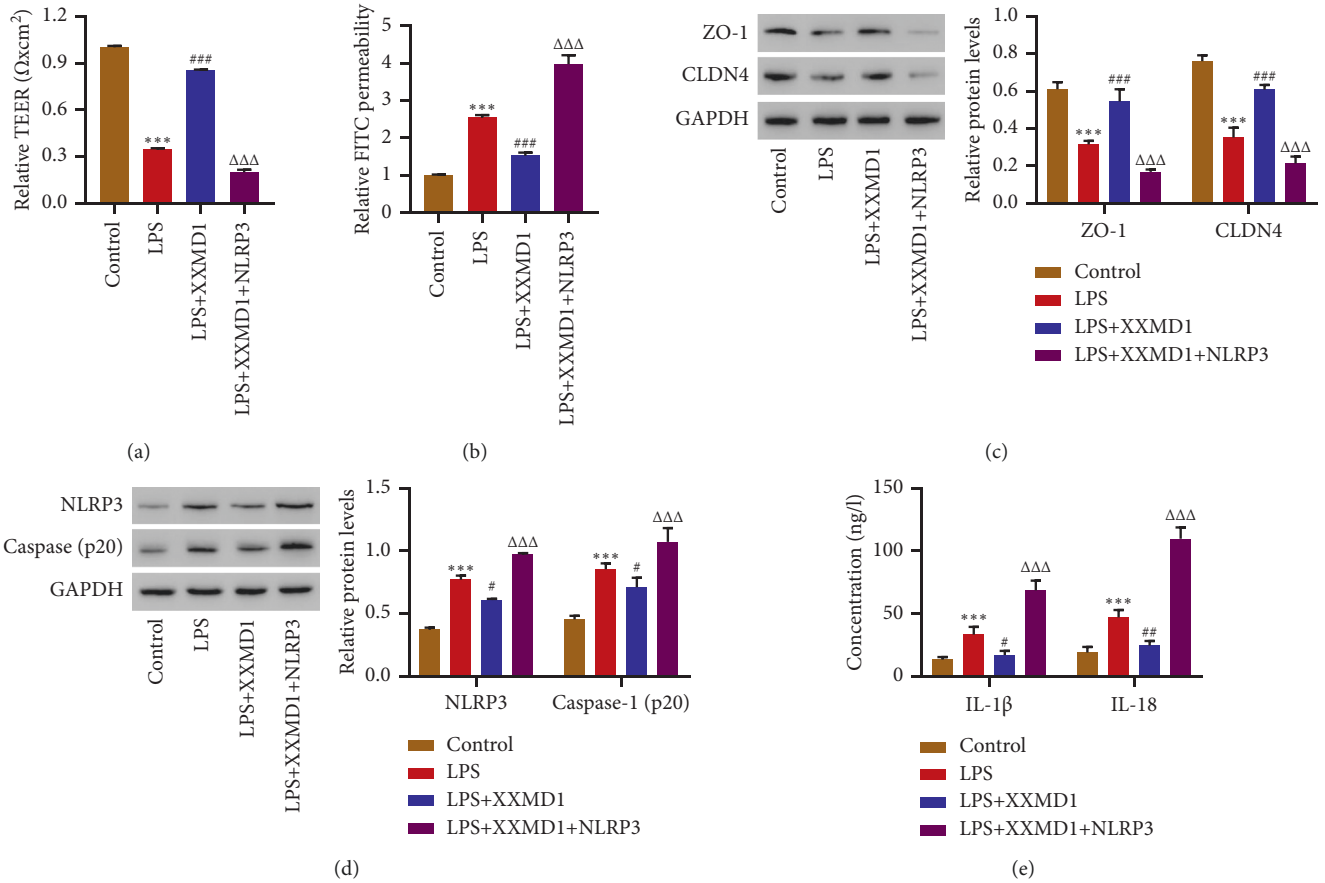 Relative TEER (Ωxcm2)
1.2
0.9
0.6
0.3
0.0
***
###
ΔΔΔ
Control
LPS
LPS+XXMD1
LPS+XXMD1+NLRP3
(a)
Relative FITC permeability
5
4
3
2
1
0
***
###
ΔΔΔ
Control
LPS
LPS+XXMD1
LPS+XXMD1+NLRP3
(b)
ZO-1
CLDN4
GAPDH
Control
LPS
LPS+XXMD1
LPS+XXMD1+NLRP3
Relative protein levels
1.0
0.8
0.6
0.4
0.2
0.0
***
###
ΔΔΔ
***
###
ΔΔΔ
ZO-1
CLDN4
Control
LPS
LPS+XXMD1
LPS+XXMD1+NLRP3
(c)
NLRP3
Caspase (p20)
GAPDH
Control
LPS
LPS+XXMD1
LPS+XXMD1+NLRP3
Relative protein levels
1.5
1.0
0.5
0.0
***
#
ΔΔΔ
***
#
ΔΔΔ
NLRP3
Caspase-1 (p20)
Control
LPS
LPS+XXMD1
LPS+XXMD1+NLRP3
(d)
Concentration (ng/l)
150
100
50
0
***
#
ΔΔΔ
***
##
ΔΔΔ
IL-1β
IL-18
Control
LPS
LPS+XXMD1
LPS+XXMD1+NLRP3
(e)